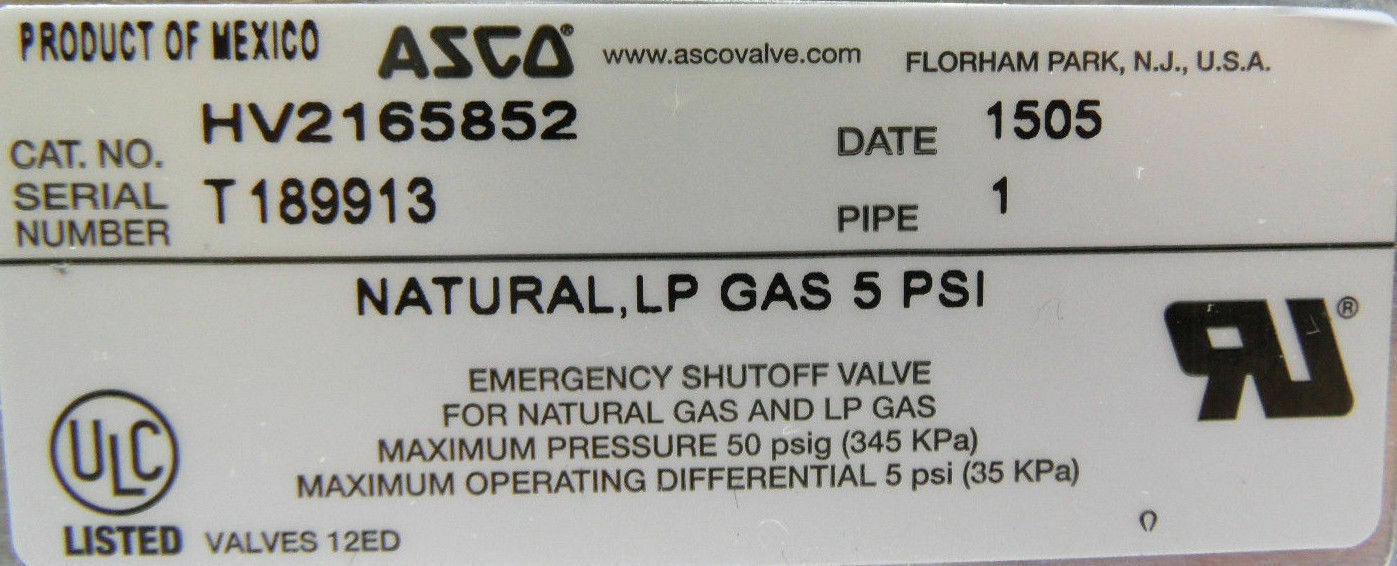 PRODUCT OF MEXICO ASCO® www.ascovalve.com FLORHAM PARK, N.J., U.S.A.
CAT. NO. HV2165852 DATE 1505
SERIAL NUMBER T189913 PIPE 1
NATURAL,LP GAS 5 PSI
EMERGENCY SHUTOFF VALVE
FOR NATURAL GAS AND LP GAS
MAXIMUM PRESSURE 50 psig (345 KPa)
MAXIMUM OPERATING DIFFERENTIAL 5 psi (35 KPa)
RU®
ULC
LISTED VALVES 12ED